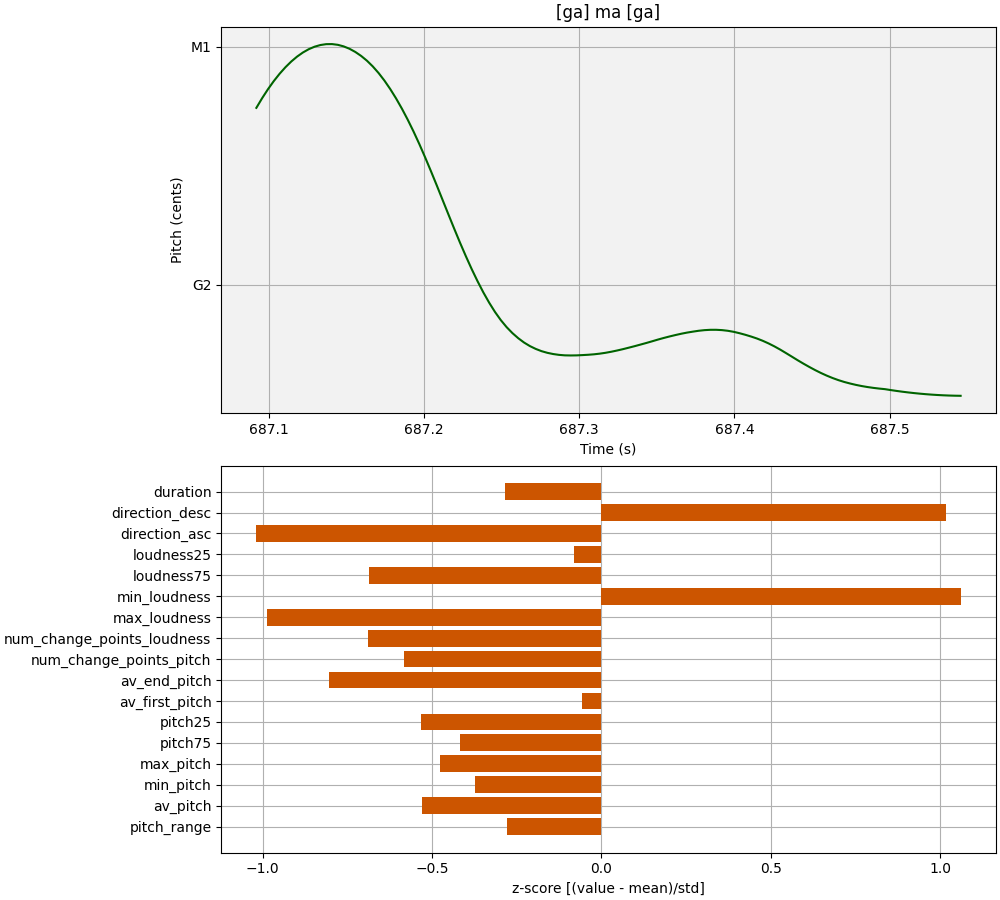 [ga] ma [ga]
M1
G2
Pitch (cents)
687.1 687.2 687.3 687.4 687.5
Time (s)
duration
direction_desc
direction_asc
loudness25
loudness75
min_loudness
max_loudness
num_change_points_loudness
num_change_points_pitch
av_end_pitch
av_first_pitch
pitch25
pitch75
max_pitch
min_pitch
av_pitch
pitch_range
−1.0 −0.5 0.0 0.5 1.0
z-score [(value - mean)/std]